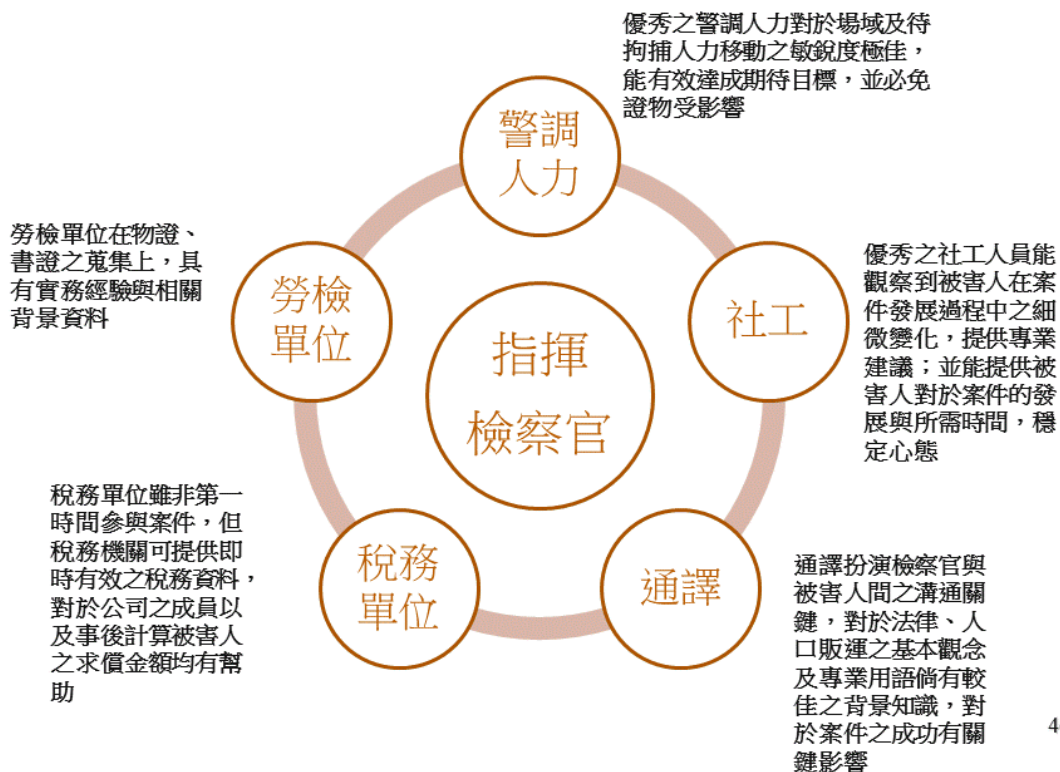 優秀之警調人力對於場域及待
拘捕人力移動之敏銳度極佳，
能有效達成期待目標，並必免
證物受影響
警調
人力
勞檢單位在物證、
書證之蒐集上，具
有實務經驗與相關
背景資料
勞檢
單位
指揮
檢察官
社工
優秀之社工人員能
觀察到被害人在案
件發展過程中之細
微變化，提供專業
建議；並能提供被
害人對於案件的發
展與所需時間，穩
定心態
稅務單位雖非第一
時間參與案件，但
稅務機關可提供即
時有效之稅務資料，
對於公司之成員以
及事後計算被害人
之求償金額均有幫
助
稅務
單位
通譯
通譯扮演檢察官與
被害人間之溝通關
鍵，對於法律、人
口販運之基本觀念
及專業用語倘有較
佳之背景知識，對
於案件之成功有關
鍵影響
4